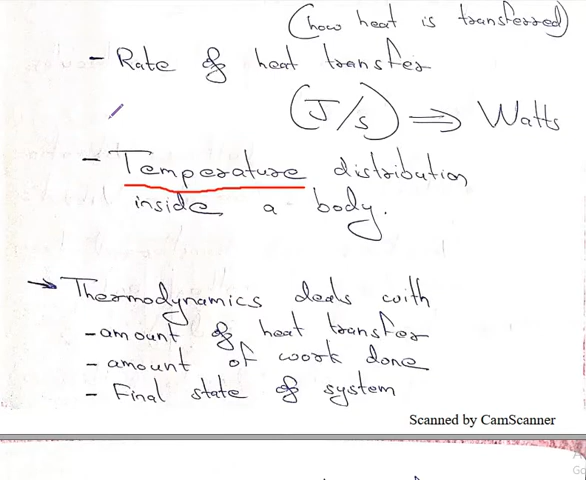 (how heat is transferred)
- Rate of heat transfer
(J/s) ⇒ Watts
- Temperature distribution
inside a body.
→ Thermodynamics deals with
- amount of heat transfer
- amount of work done
- Final state of system
Scanned by CamScanner